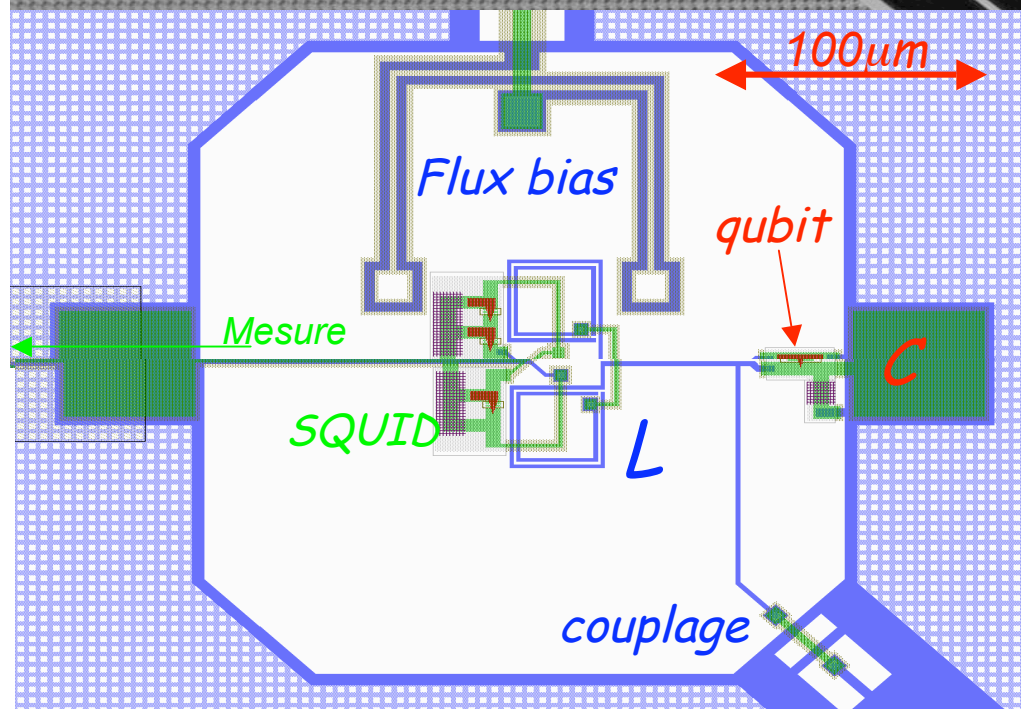 100μm
Flux bias
qubit
Mesure
C
SQUID
L
couplage